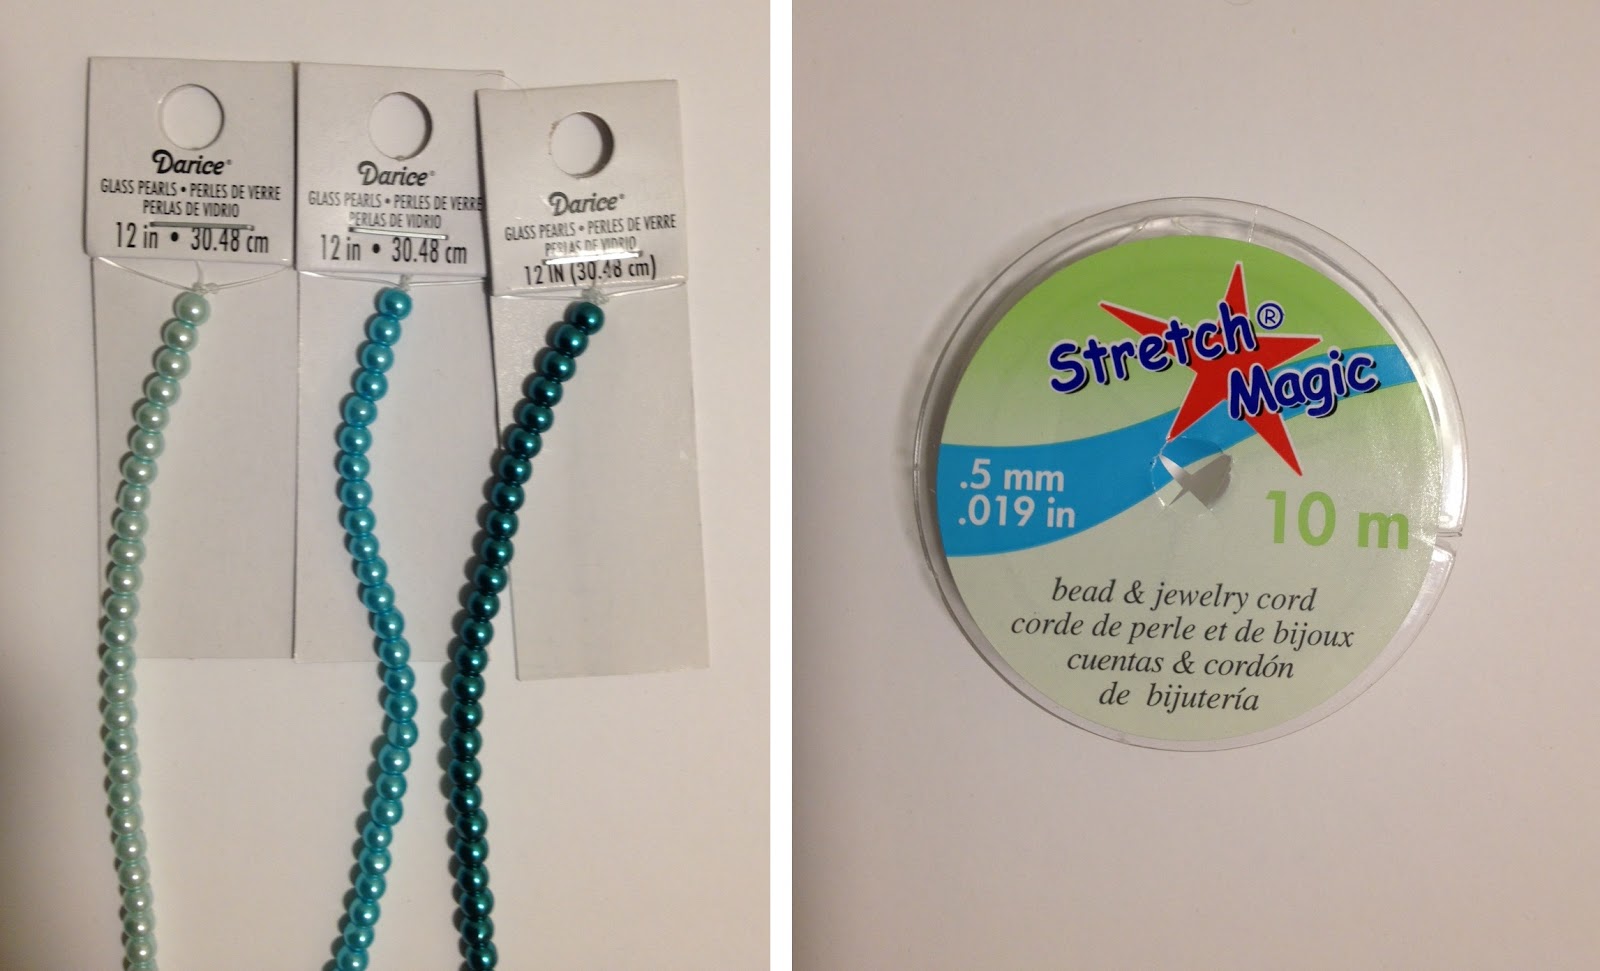 Darice®
GLASS PEARLS • PERLES DE VERRE
PERLAS DE VIDRIO
12 in • 30.48 cm
Darice®
GLASS PEARLS • PERLES DE VERRE
PERLAS DE VIDRIO
12 in • 30.48 cm
Darice®
GLASS PEARLS • PERLES DE VERRE
PERLAS DE VIDRIO
12 IN (30.48 cm)
Stretch®
Magic
.5 mm
.019 in
10 m
bead & jewelry cord
corde de perle et de bijoux
cuentas & cordón
de bijutería